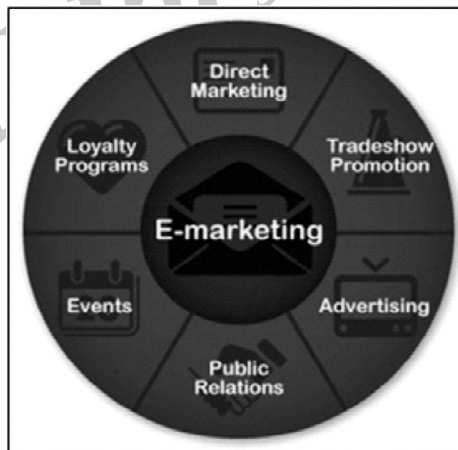 Direct
Marketing
Tradeshow
Promotion
Advertising
Public
Relations
Events
Loyalty
Programs
E-marketing